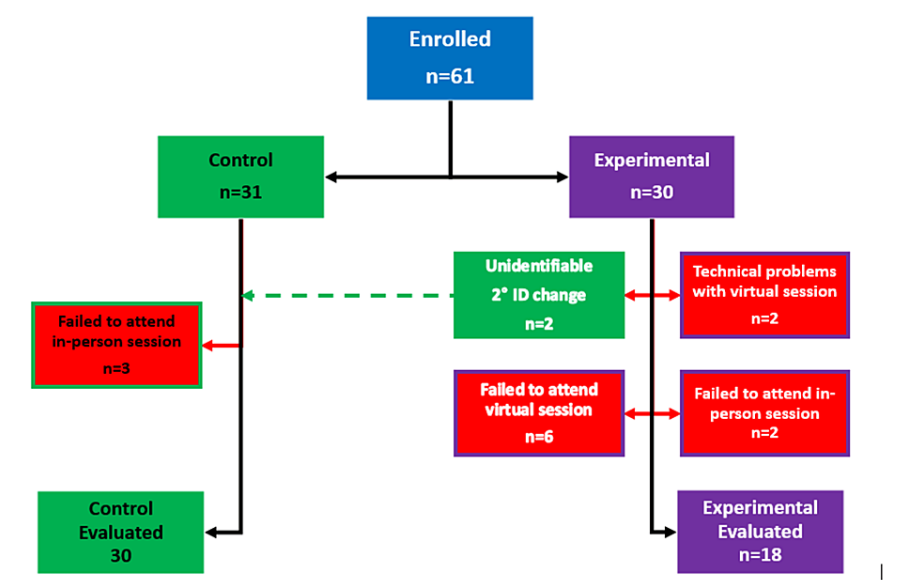 Enrolled
n=61
Control
n=31
Experimental
n=30
Unidentifiable
2° ID change
n=2
Technical problems
with virtual session
n=2
Failed to attend
in-person session
n=3
Failed to attend
virtual session
n=6
Failed to attend in-
person session
n=2
Control
Evaluated
30
Experimental
Evaluated
n=18